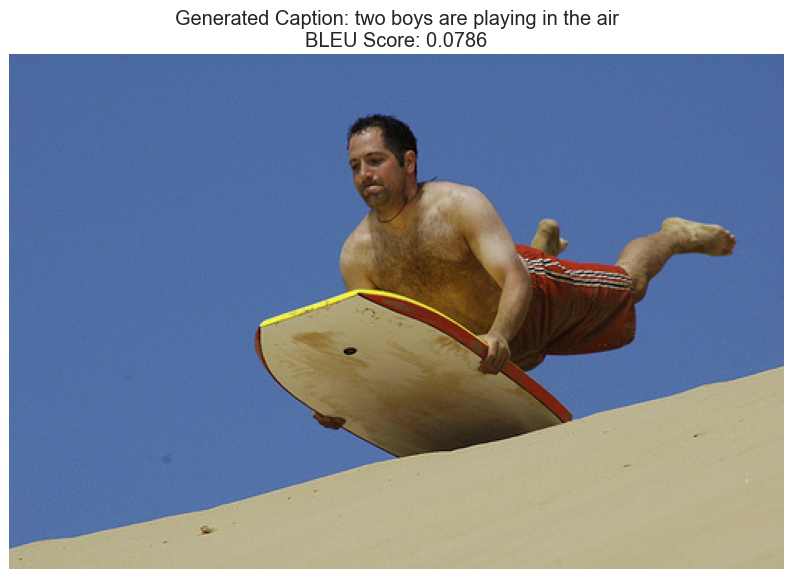 Generated Caption: two boys are playing in the air
BLEU Score: 0.0786